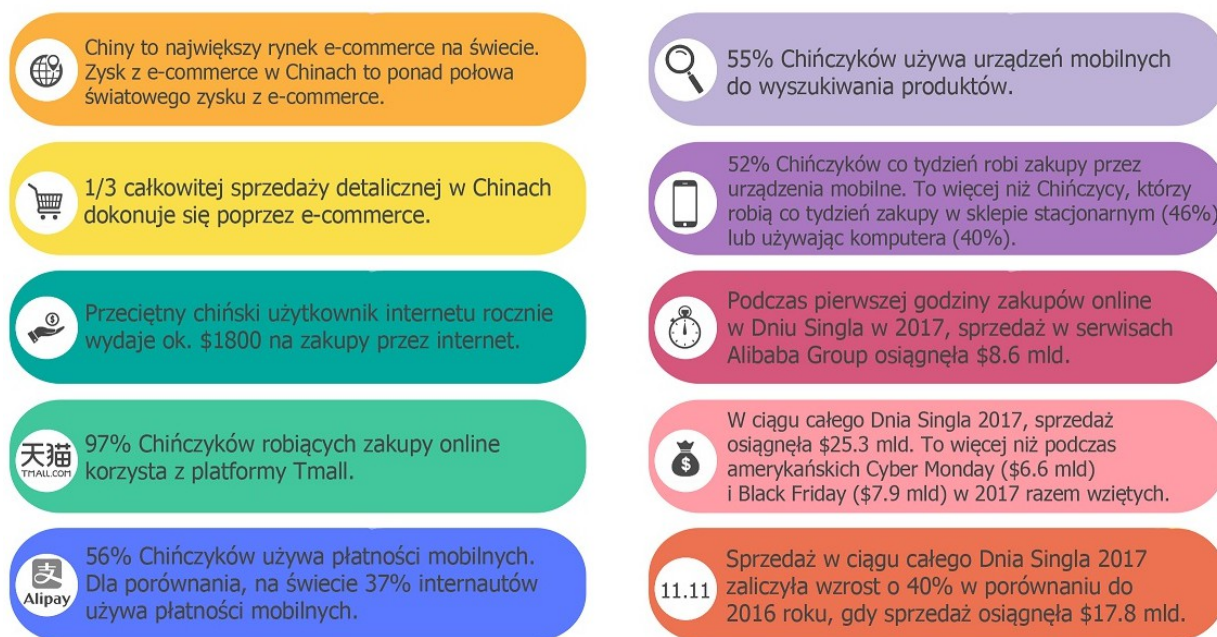 Chiny to największy rynek e-commerce na świecie.
Zysk z e-commerce w Chinach to ponad połowa
światowego zysku z e-commerce.
1/3 całkowitej sprzedaży detalicznej w Chinach
dokonuje się poprzez e-commerce.
Przeciętny chiński użytkownik internetu rocznie
wydaje ok. $1800 na zakupy przez internet.
天猫
TMALL.COM
97% Chińczyków robiących zakupy online
korzysta z platformy Tmall.
支
Alipay
56% Chińczyków używa płatności mobilnych.
Dla porównania, na świecie 37% internautów
używa płatności mobilnych.
55% Chińczyków używa urządzeń mobilnych
do wyszukiwania produktów.
52% Chińczyków co tydzień robi zakupy przez
urządzenia mobilne. To więcej niż Chińczycy, którzy
robią co tydzień zakupy w sklepie stacjonarnym (46%)
lub używając komputera (40%).
Podczas pierwszej godziny zakupów online
w Dniu Singla w 2017, sprzedaż w serwisach
Alibaba Group osiągnęła $8.6 mld.
$
W ciągu całego Dnia Singla 2017, sprzedaż
osiągnęła $25.3 mld. To więcej niż podczas
amerykańskich Cyber Monday ($6.6 mld)
i Black Friday ($7.9 mld) w 2017 razem wziętych.
11.11
Sprzedaż w ciągu całego Dnia Singla 2017
zaliczyła wzrost o 40% w porównaniu do
2016 roku, gdy sprzedaż osiągnęła $17.8 mld.